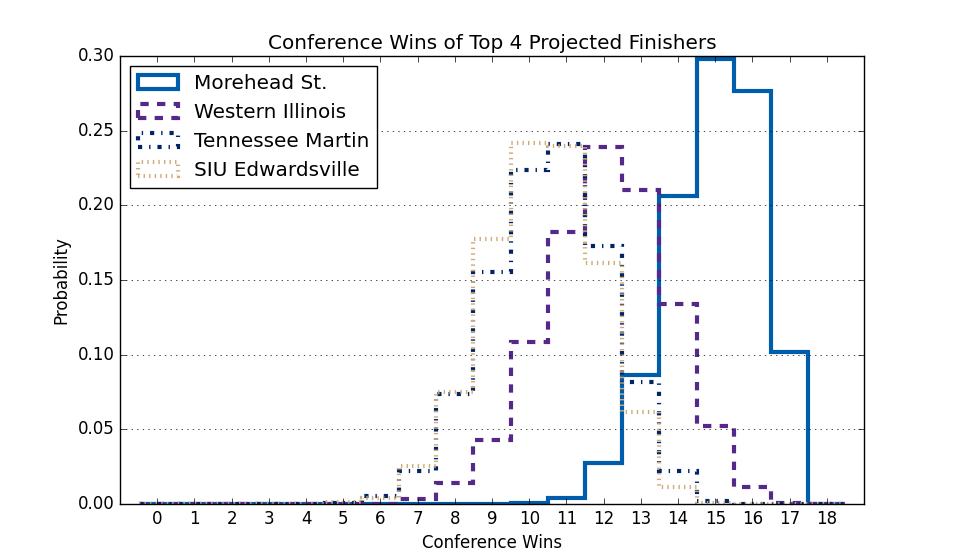 Conference Wins of Top 4 Projected Finishers
Morehead St.
Western Illinois
Tennessee Martin
SIU Edwardsville
0.30
0.25
0.20
0.15
0.10
0.05
0.00
Probability
0 1 2 3 4 5 6 7 8 9 10 11 12 13 14 15 16 17 18
Conference Wins